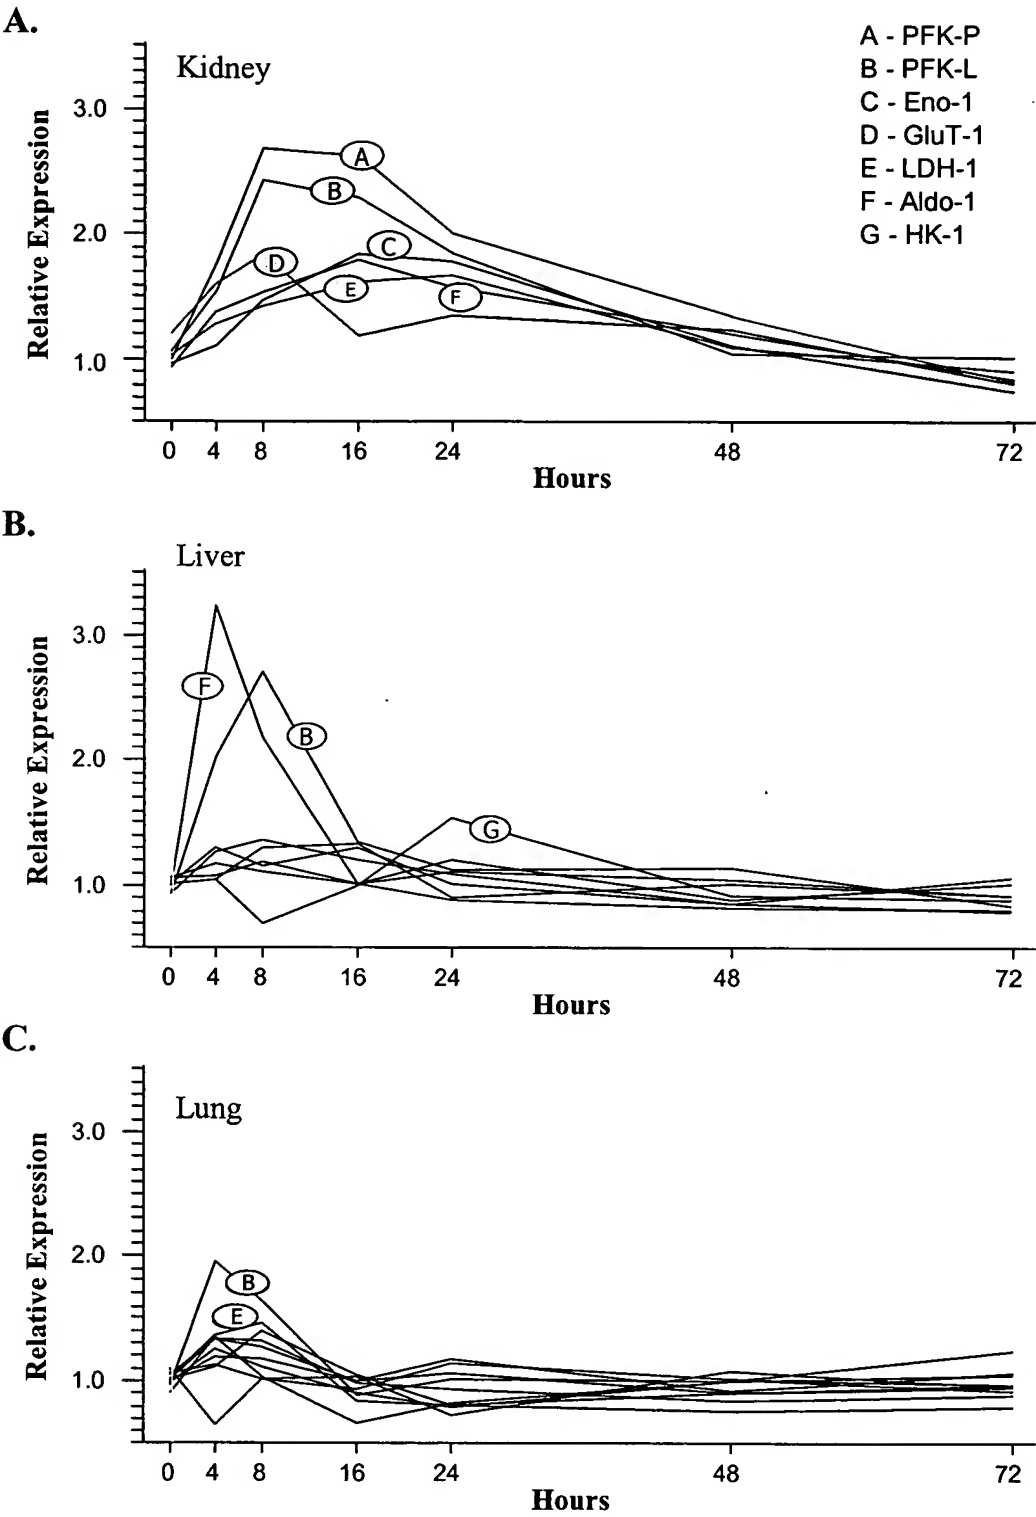 A.
Kidney
A - PFK-P
B - PFK-L
C - Eno-1
D - GluT-1
E - LDH-1
F - Aldo-1
G - HK-1
Relative Expression
3.0
2.0
1.0
A
B
C
D
E
F
0 4 8 16 24 48 72
Hours
B.
Liver
Relative Expression
3.0
2.0
1.0
F
B
G
0 4 8 16 24 48 72
Hours
C.
Lung
Relative Expression
3.0
2.0
1.0
B
E
0 4 8 16 24 48 72
Hours